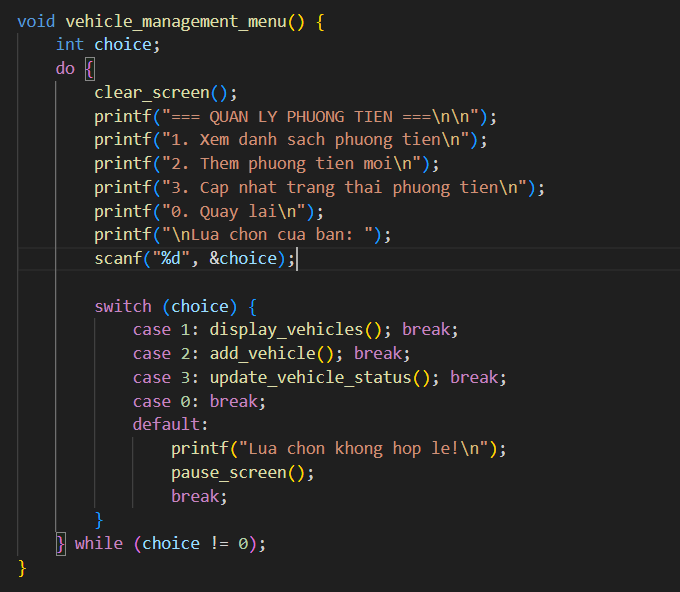 void vehicle_management_menu() {
    int choice;
    do {
        clear_screen();
        printf("=== QUAN LY PHUONG TIEN ===\n\n");
        printf("1. Xem danh sach phuong tien\n");
        printf("2. Them phuong tien moi\n");
        printf("3. Cap nhat trang thai phuong tien\n");
        printf("0. Quay lai\n");
        printf("\nLua chon cua ban: ");
        scanf("%d", &choice);

        switch (choice) {
            case 1: display_vehicles(); break;
            case 2: add_vehicle(); break;
            case 3: update_vehicle_status(); break;
            case 0: break;
            default:
                printf("Lua chon khong hop le!\n");
                pause_screen();
                break;
        }
    } while (choice != 0);
}